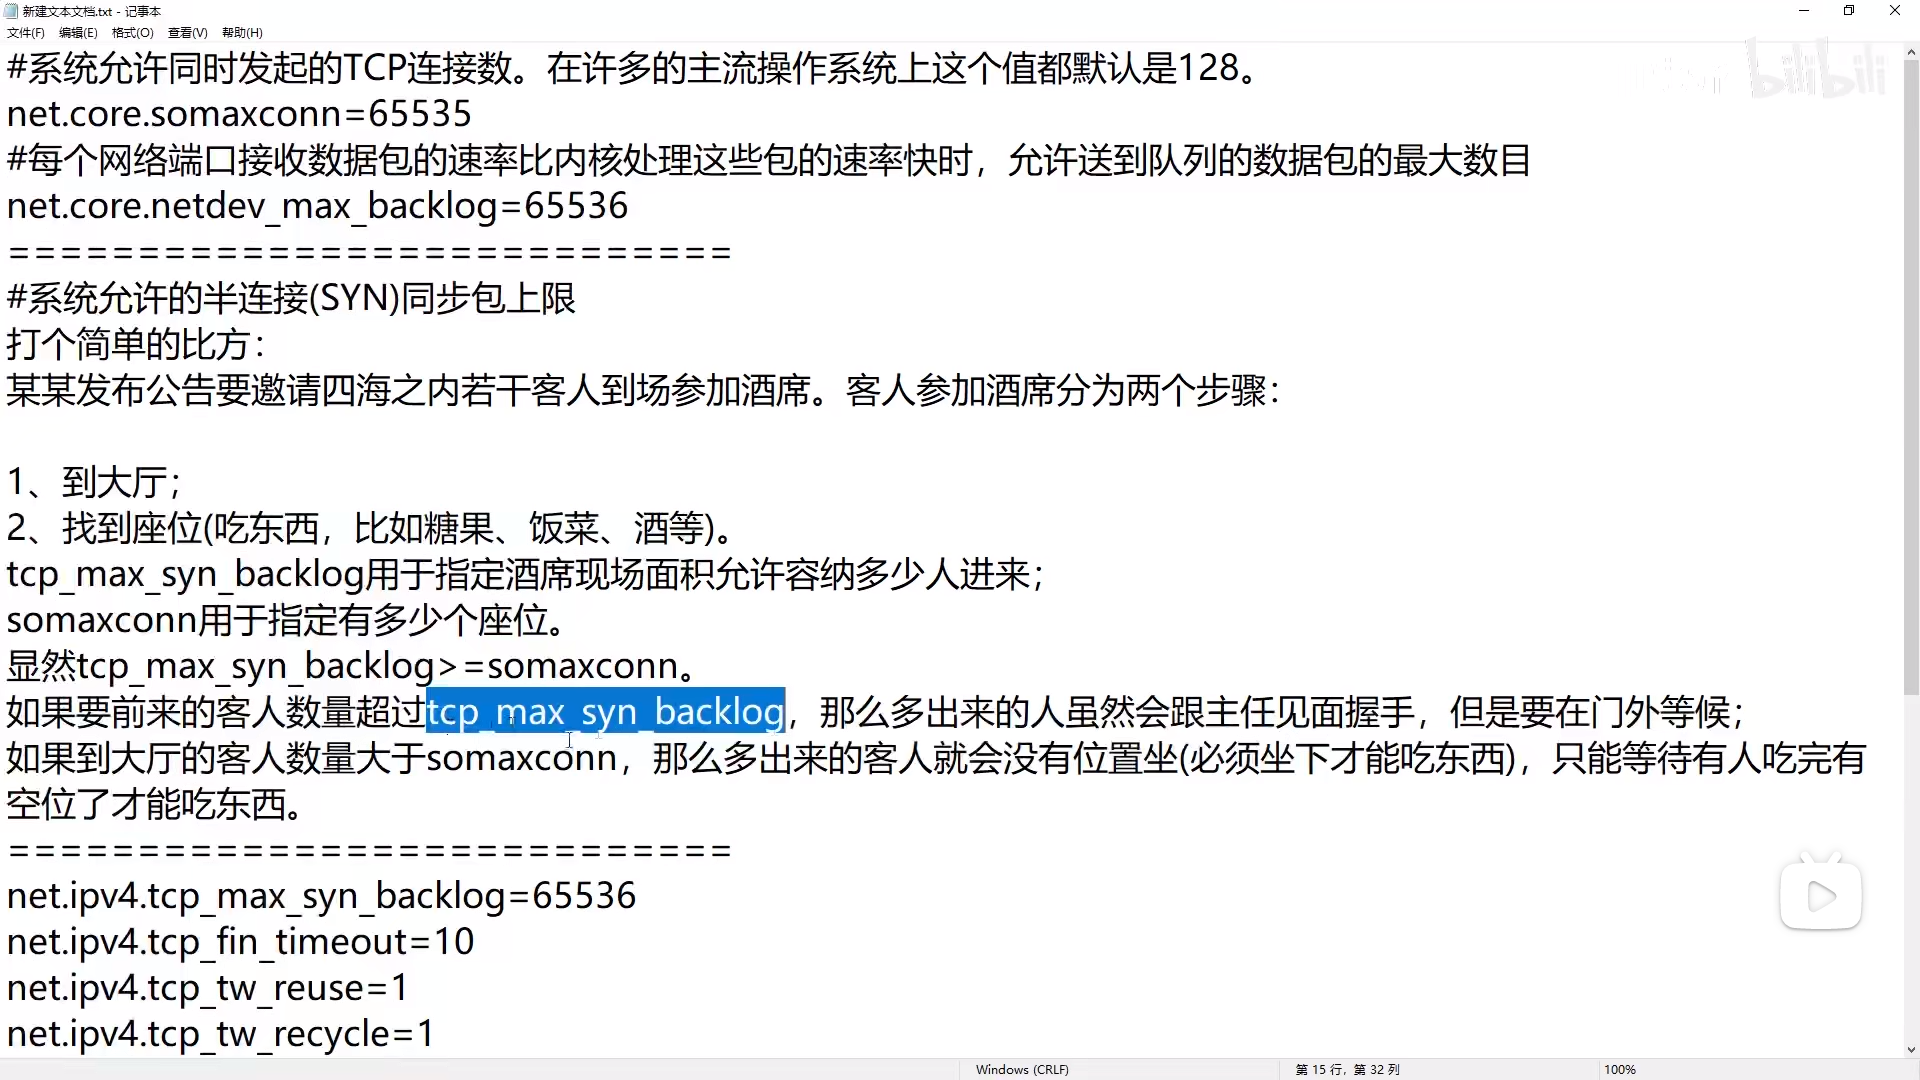 新建文本文档.txt - 记事本
文件(F) 编辑(E) 格式(O) 查看(V) 帮助(H)
#系统允许同时发起的TCP连接数。在许多的主流操作系统上这个值都默认是128。
bilibili
net.core.somaxconn=65535
#每个网络端口接收数据包的速率比内核处理这些包的速率快时，允许送到队列的数据包的最大数目
net.core.netdev_max_backlog=65536
============================
#系统允许的半连接(SYN)同步包上限
打个简单的比方：
某某发布公告要邀请四海之内若干客人到场参加酒席。客人参加酒席分为两个步骤：
1、到大厅；
2、找到座位(吃东西，比如糖果、饭菜、酒等)。
tcp_max_syn_backlog用于指定酒席现场面积允许容纳多少人进来；
somaxconn用于指定有多少个座位。
显然tcp_max_syn_backlog>=somaxconn。
如果要前来的客人数量超过tcp_max_syn_backlog，那么多出来的人虽然会跟主任见面握手，但是要在门外等候；
如果到大厅的客人数量大于somaxconn，那么多出来的客人就会没有位置坐(必须坐下才能吃东西)，只能等待有人吃完有
空位了才能吃东西。
============================
net.ipv4.tcp_max_syn_backlog=65536
net.ipv4.tcp_fin_timeout=10
net.ipv4.tcp_tw_reuse=1
net.ipv4.tcp_tw_recycle=1
Windows (CRLF) 第 15 行，第 32 列 100%